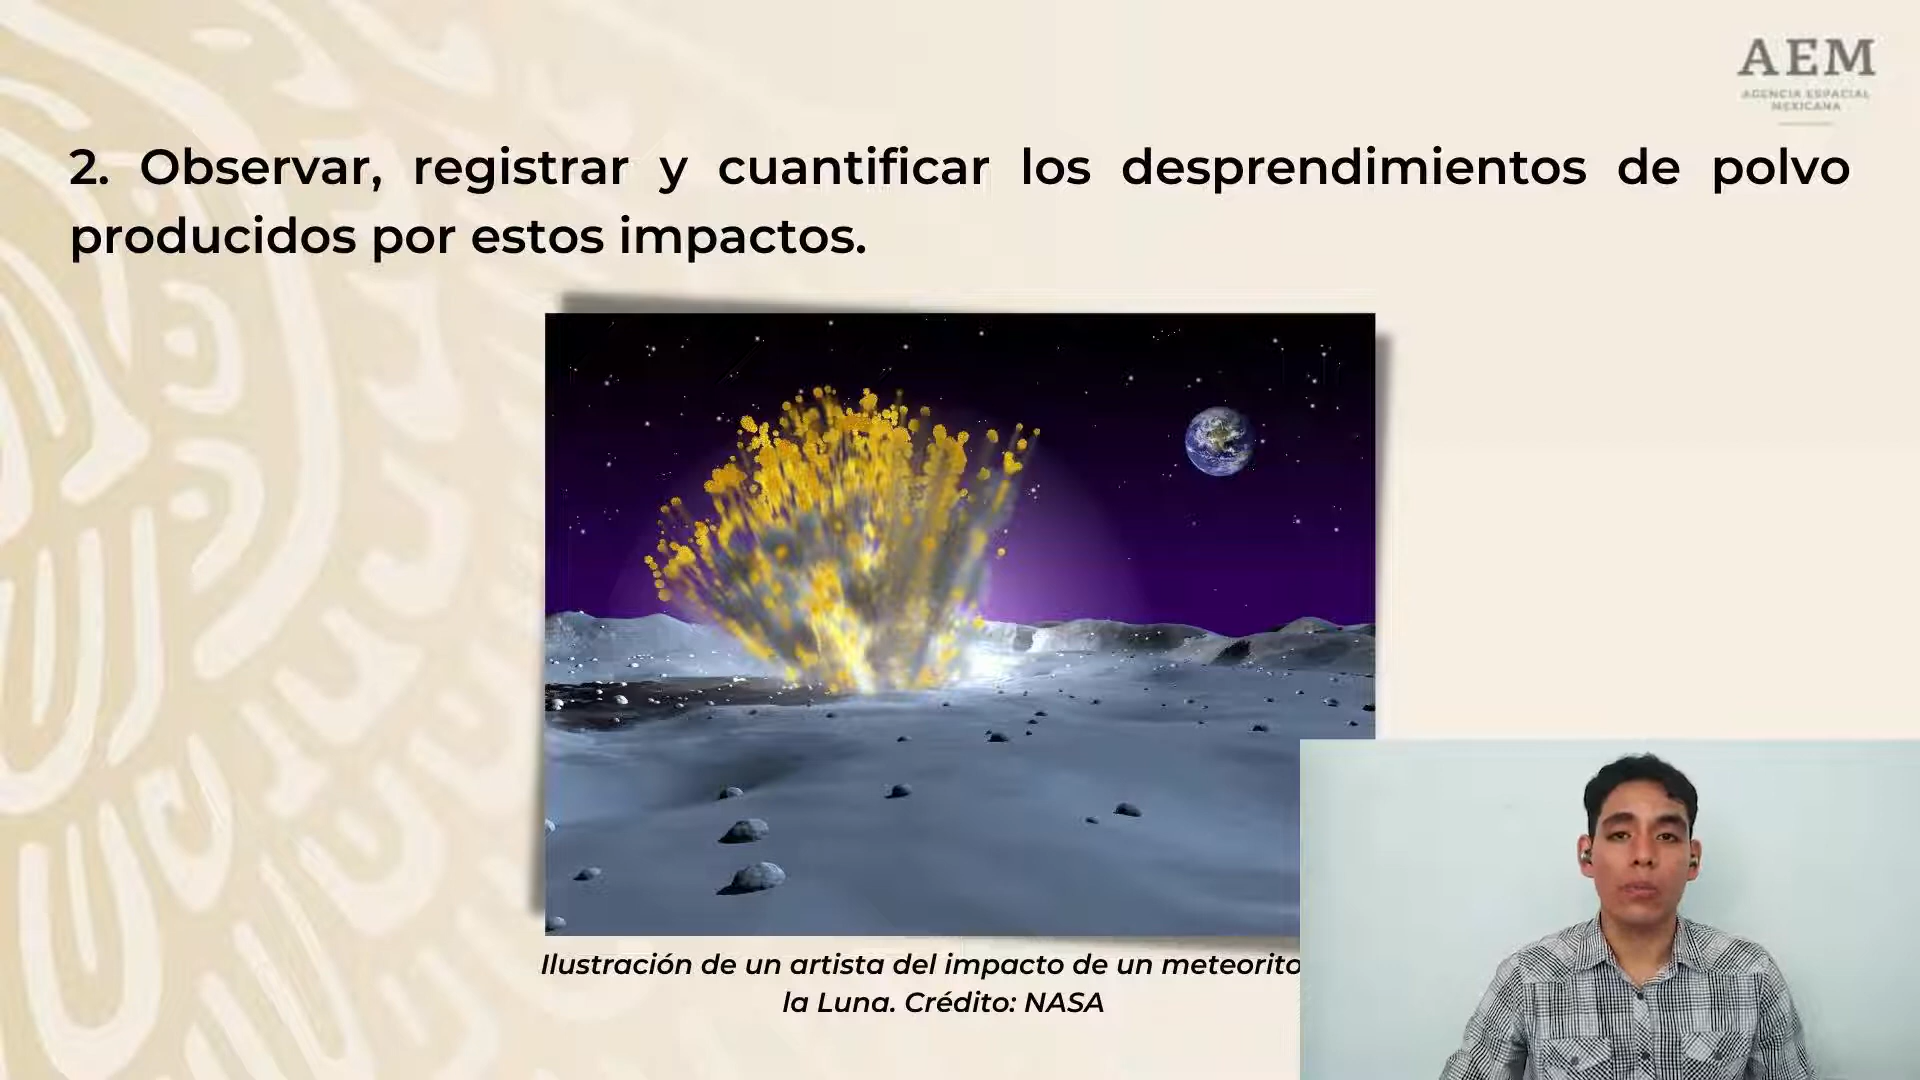 AEM
AGENCIA ESPACIAL
MEXICANA
2. Observar, registrar y cuantificar los desprendimientos de polvo
producidos por estos impactos.
Ilustración de un artista del impacto de un meteorito
la Luna. Crédito: NASA